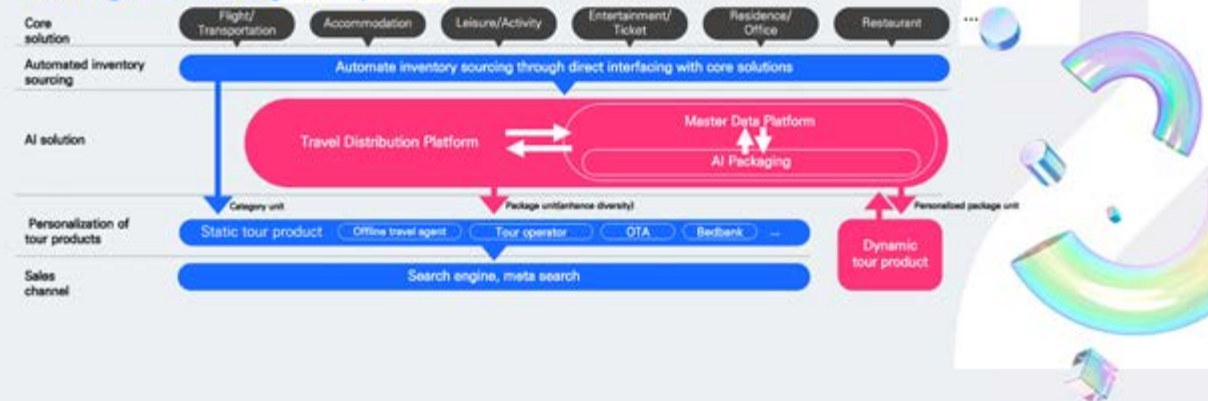 Core
solution
Flight/
Transportation
Accommodation
Leisure/Activity
Entertainment/
Ticket
Residence/
Office
Restaurant
...
Automated inventory
sourcing
Automate inventory sourcing through direct interfacing with core solutions
AI solution
Travel Distribution Platform
Master Data Platform
AI Packaging
Category unit
Package unit(enhance diversity)
Personalized package unit
Personalization of
tour products
Static tour product
Offline travel agent
Tour operator
OTA
Bedbank
...
Dynamic
tour product
Sales
channel
Search engine, meta search